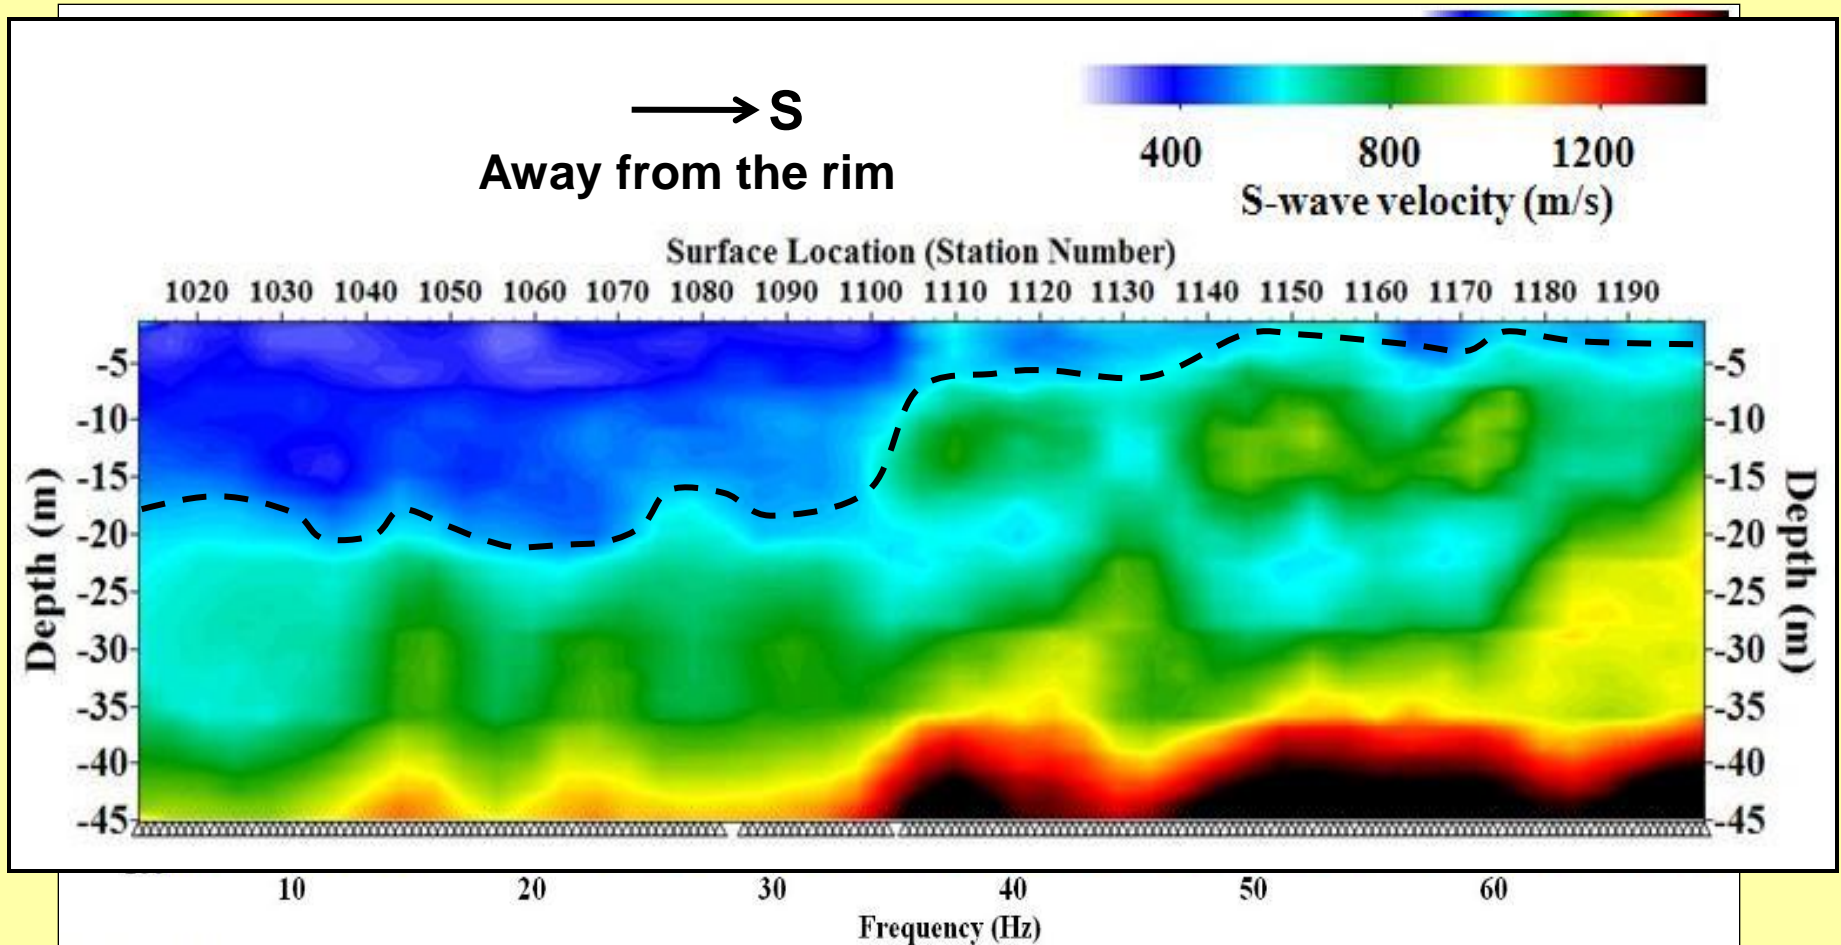 S
Away from the rim
400 800 1200
S-wave velocity (m/s)
Surface Location (Station Number)
1020 1030 1040 1050 1060 1070 1080 1090 1100 1110 1120 1130 1140 1150 1160 1170 1180 1190
-5 -5
-10 -10
-15 -15
-20 -20
-25 -25
-30 -30
-35 -35
-40 -40
-45 -45
Depth (m)
Depth (m)
10 20 30 40 50 60
Frequency (Hz)